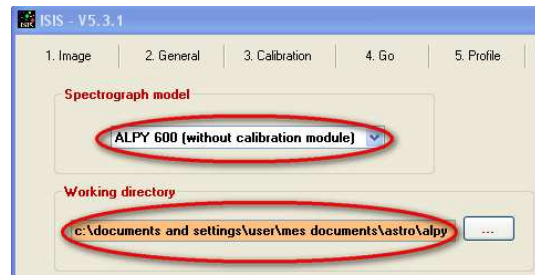 ISIS - V5.3.1
1. Image 2. General 3. Calibration 4. Go 5. Profile
Spectrograph model
ALPY 600 (without calibration module)
Working directory
c:\documents and settings\user\mes documents\astro\alpy ...